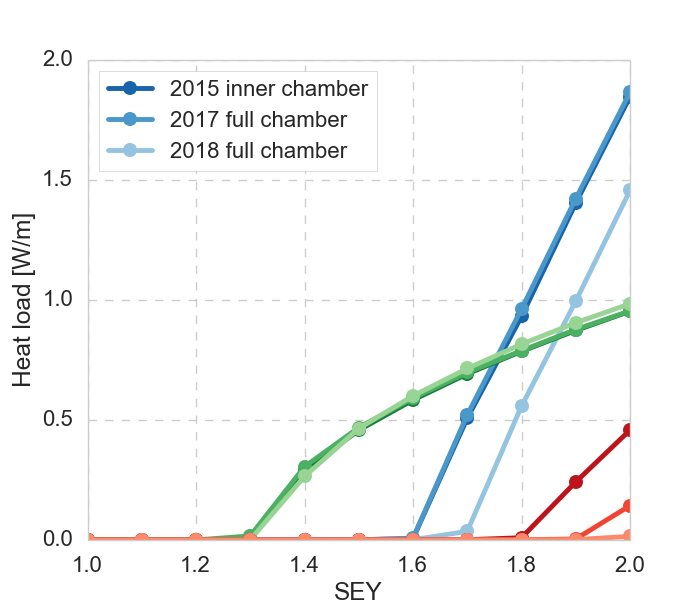 2.0
2015 inner chamber
2017 full chamber
2018 full chamber
1.5
1.0
0.5
0.0
Heat load [W/m]
1.0 1.2 1.4 1.6 1.8 2.0
SEY